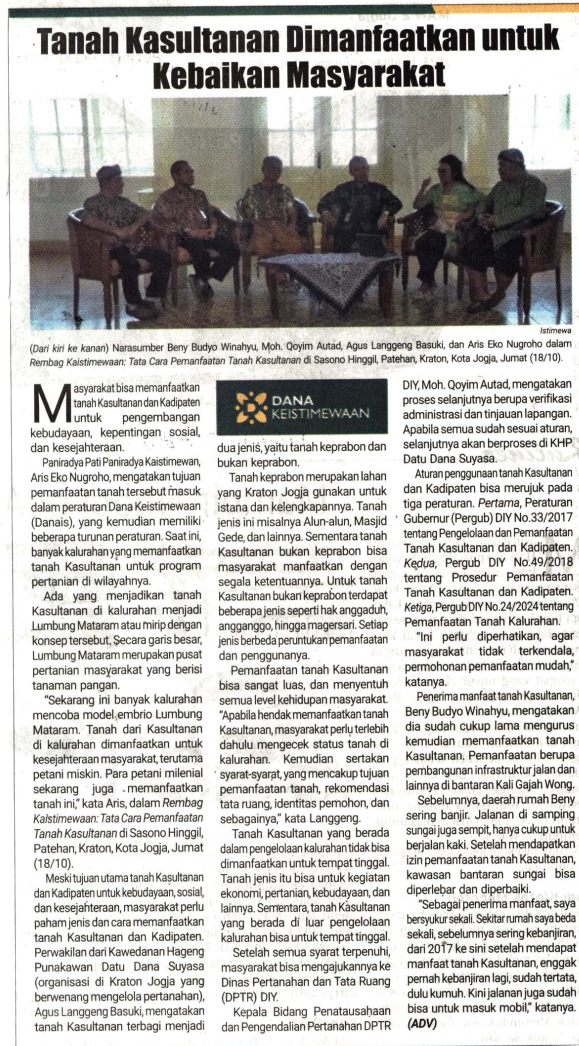 Tanah Kasultanan Dimanfaatkan untuk
Kebaikan Masyarakat
Istimewa
(Dari kiri ke kanan) Narasumber Beny Budyo Winahyu, Moh. Qoyim Autad, Agus Langgeng Basuki, dan Aris Eko Nugroho dalam
Rembag Kaistimewaan: Tata Cara Pemanfaatan Tanah Kasultanan di Sasono Hinggil, Patehan, Kraton, Kota Jogja, Jumat (18/10).
Masyarakat bisa memanfaatkan
tanah Kasultanan dan Kadipaten
untuk pengembangan
kebudayaan, kepentingan sosial,
dan kesejahteraan.
Paniradya Pati Paniradya Kaistimewan,
Aris Eko Nugroho, mengatakan tujuan
pemanfaatan tanah tersebut masuk
dalam peraturan Dana Keistimewaan
(Danais), yang kemudian memiliki
beberapa turunan peraturan. Saat ini,
banyak kalurahan yang memanfaatkan
tanah Kasultanan untuk program
pertanian di wilayahnya.
Ada yang menjadikan tanah
Kasultanan di kalurahan menjadi
Lumbung Mataram atau mirip dengan
konsep tersebut. Secara garis besar,
Lumbung Mataram merupakan pusat
pertanian masyarakat yang berisi
tanaman pangan.
"Sekarang ini banyak kalurahan
mencoba model embrio Lumbung
Mataram. Tanah dari Kasultanan
di kalurahan dimanfaatkan untuk
kesejahteraan masyarakat, terutama
petani miskin. Para petani milenial
sekarang juga memanfaatkan
tanah ini," kata Aris, dalam Rembag
Kaistimewaan: Tata Cara Pemanfaatan
Tanah Kasultanan di Sasono Hinggil,
Patehan, Kraton, Kota Jogja, Jumat
(18/10).
Meski tujuan utama tanah Kasultanan
dan Kadipaten untuk kebudayaan, sosial,
dan kesejahteraan, masyarakat perlu
paham jenis dan cara memanfaatkan
tanah Kasultanan dan Kadipaten.
Perwakilan dari Kawedanan Hageng
Punakawan Datu Dana Suyasa
(organisasi di Kraton Jogja yang
berwenang mengelola pertanahan),
Agus Langgeng Basuki, mengatakan
tanah Kasultanan terbagi menjadi
DANA
KEISTIMEWAAN
dua jenis, yaitu tanah keprabon dan
bukan keprabon.
Tanah keprabon merupakan lahan
yang Kraton Jogja gunakan untuk
istana dan kelengkapannya. Tanah
jenis ini misalnya Alun-alun, Masjid
Gede, dan lainnya. Sementara tanah
Kasultanan bukan keprabon bisa
masyarakat manfaatkan dengan
segala ketentuannya. Untuk tanah
Kasultanan bukan keprabon terdapat
beberapa jenis seperti hak anggaduh,
angganggo, hingga magersari. Setiap
jenis berbeda peruntukan pemanfaatan
dan penggunanya.
Pemanfaatan tanah Kasultanan
bisa sangat luas, dan menyentuh
semua level kehidupan masyarakat.
"Apabila hendak memanfaatkan tanah
Kasultanan, masyarakat perlu terlebih
dahulu mengecek status tanah di
kalurahan. Kemudian sertakan
syarat-syarat, yang mencakup tujuan
pemanfaatan tanah, rekomendasi
tata ruang, identitas pemohon, dan
sebagainya," kata Langgeng.
Tanah Kasultanan yang berada
dalam pengelolaan kalurahan tidak bisa
dimanfaatkan untuk tempat tinggal.
Tanah jenis itu bisa untuk kegiatan
ekonomi, pertanian, kebudayaan, dan
lainnya. Sementara, tanah Kasultanan
yang berada di luar pengelolaan
kalurahan bisa untuk tempat tinggal.
Setelah semua syarat terpenuhi,
masyarakat bisa mengajukannya ke
Dinas Pertanahan dan Tata Ruang
(DPTR) DIY.
Kepala Bidang Penatausahaan
dan Pengendalian Pertanahan DPTR
DIY, Moh. Qoyim Autad, mengatakan
proses selanjutnya berupa verifikasi
administrasi dan tinjauan lapangan.
Apabila semua sudah sesuai aturan,
selanjutnya akan berproses di KHP
Datu Dana Suyasa.
Aturan penggunaan tanah Kasultanan
dan Kadipaten bisa merujuk pada
tiga peraturan. Pertama, Peraturan
Gubernur (Pergub) DIY No.33/2017
tentang Pengelolaan dan Pemanfaatan
Tanah Kasultanan dan Kadipaten.
Kedua, Pergub DIY No.49/2018
tentang Prosedur Pemanfaatan
Tanah Kasultanan dan Kadipaten.
Ketiga, Pergub DIY No.24/2024 tentang
Pemanfaatan Tanah Kalurahan.
"Ini perlu diperhatikan, agar
masyarakat tidak terkendala,
permohonan pemanfaatan mudah,"
katanya.
Penerima manfaat tanah Kasultanan,
Beny Budyo Winahyu, mengatakan
dia sudah cukup lama mengurus
kemudian memanfaatkan tanah
Kasultanan. Pemanfaatan berupa
pembangunan infrastruktur jalan dan
lainnya di bantaran Kali Gajah Wong.
Sebelumnya, daerah rumah Beny
sering banjir. Jalanan di samping
sungai juga sempit, hanya cukup untuk
berjalan kaki. Setelah mendapatkan
izin pemanfaatan tanah Kasultanan,
kawasan bantaran sungai bisa
diperlebar dan diperbaiki.
"Sebagai penerima manfaat, saya
bersyukur sekali. Sekitar rumah saya beda
sekali, sebelumnya sering kebanjiran,
dari 2017 ke sini setelah mendapat
manfaat tanah Kasultanan, enggak
pernah kebanjiran lagi, sudah tertata,
dulu kumuh. Kini jalanan juga sudah
bisa untuk masuk mobil," katanya.
(ADV)